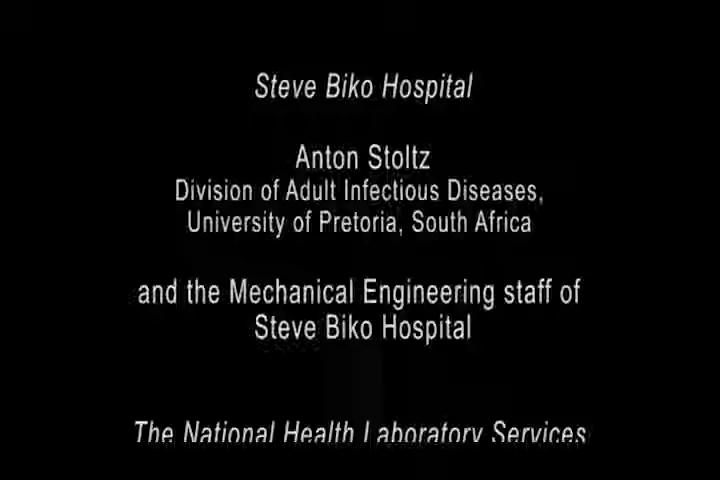 Steve Biko Hospital
Anton Stoltz
Division of Adult Infectious Diseases,
University of Pretoria, South Africa
and the Mechanical Engineering staff of
Steve Biko Hospital
The National Health Laboratory Services